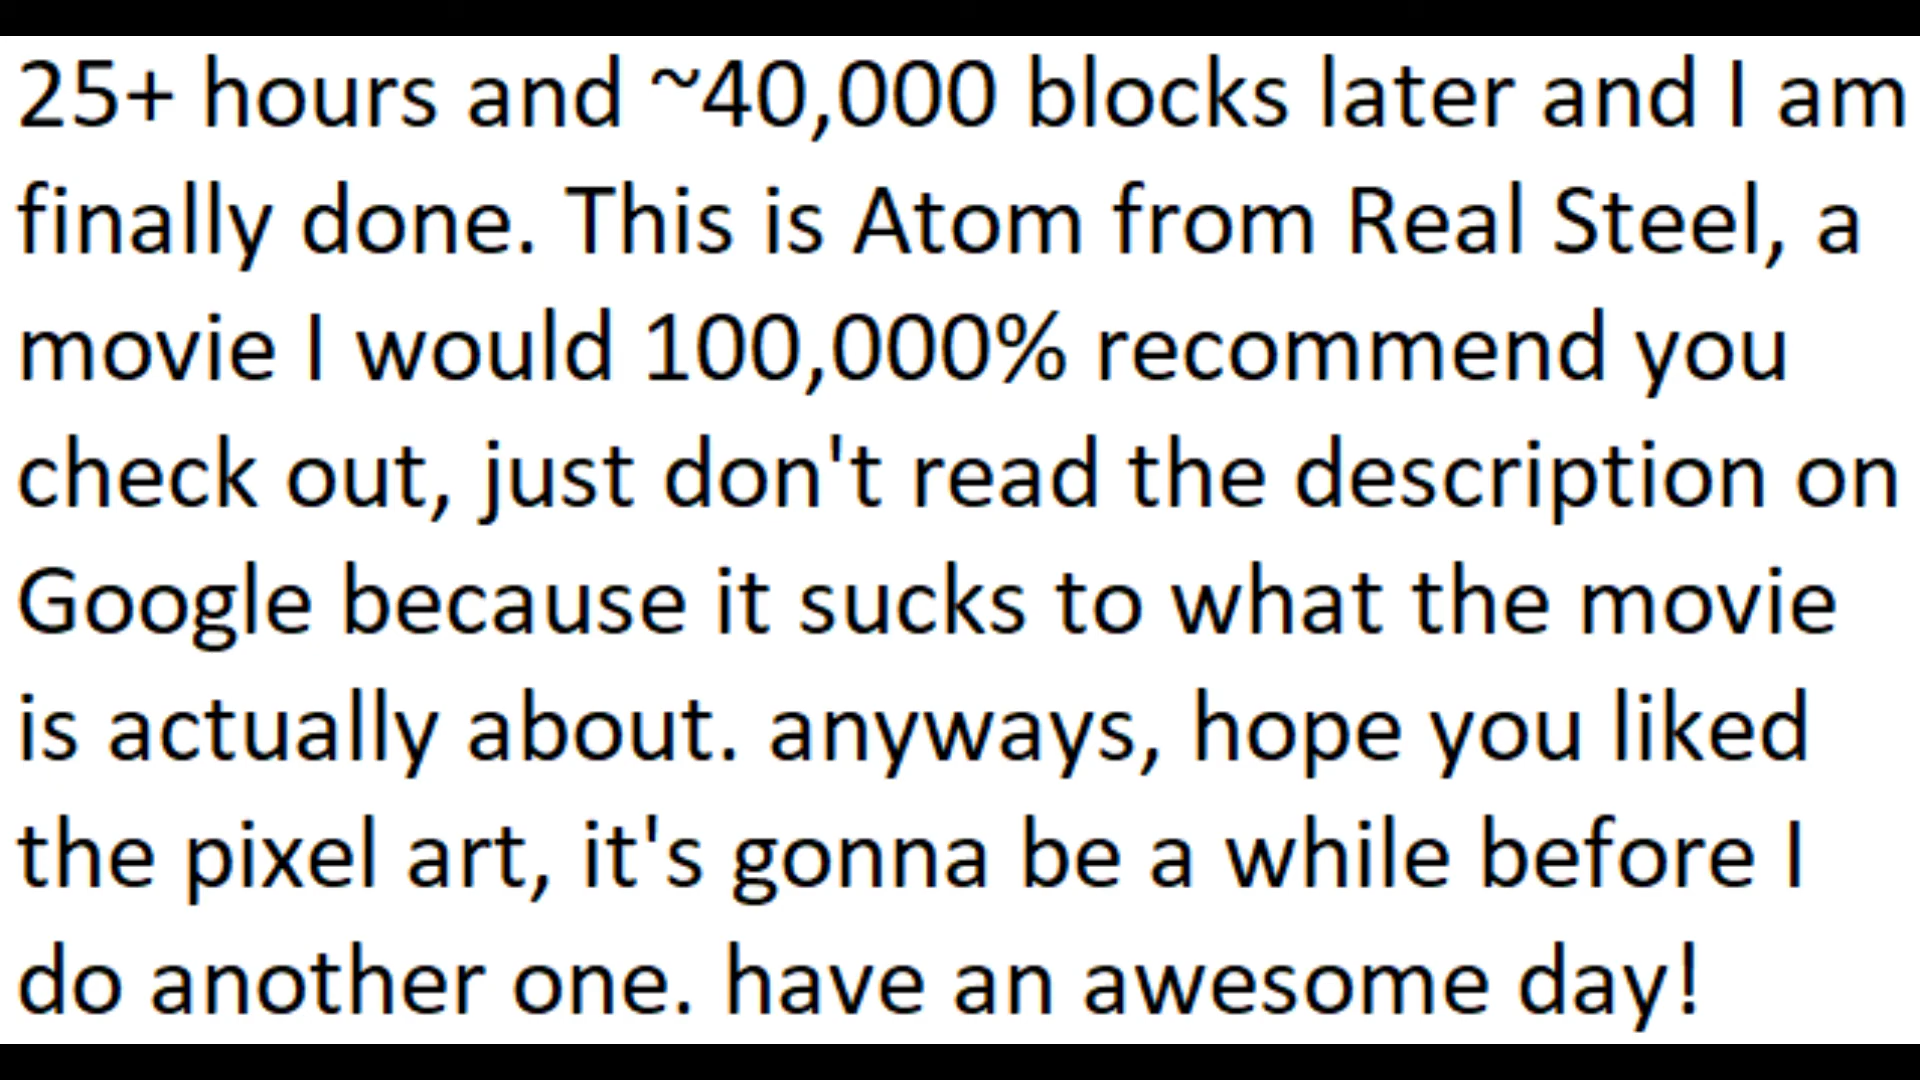 25+ hours and ~40,000 blocks later and I am
finally done. This is Atom from Real Steel, a
movie I would 100,000% recommend you
check out, just don't read the description on
Google because it sucks to what the movie
is actually about. anyways, hope you liked
the pixel art, it's gonna be a while before I
do another one. have an awesome day!